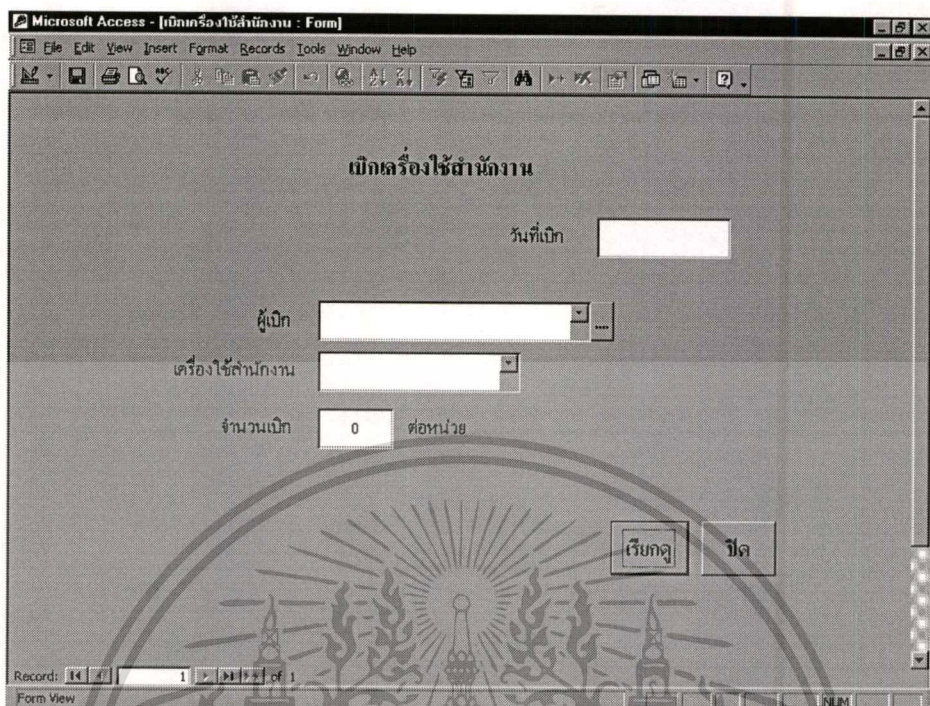 Microsoft Access - [เบิกเครื่องใช้สำนักงาน : Form]
File Edit View Insert Format Records Tools Window Help
เบิกเครื่องใช้สำนักงาน
วันที่เบิก
ผู้เบิก
....
เครื่องใช้สำนักงาน
จำนวนเบิก 0 ต่อหน่วย
เรียกดู ปิด
Record: 1 of 1
Form View NUM